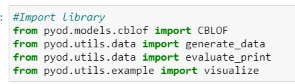 :
#Import library
from pyod.models.cblof import CBLOF
from pyod.utils.data import generate_data
from pyod.utils.data import evaluate_print
from pyod.utils.example import visualize